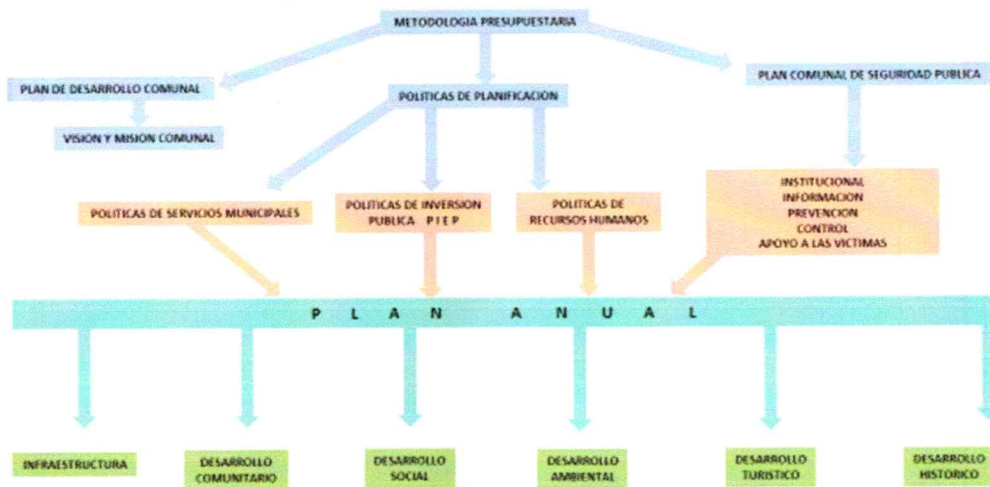 METODOLOGIA PRESUPUESTARIA
PLAN DE DESARROLLO COMUNAL
POLITICAS DE PLANIFICACION
PLAN COMUNAL DE SEGURIDAD PUBLICA
VISION Y MISION COMUNAL
POLITICAS DE SERVICIOS MUNICIPALES
POLITICAS DE INVERSION
PUBLICA P I E P
POLITICAS DE
RECURSOS HUMANOS
INSTITUCIONAL
INFORMACION
PREVENCION
CONTROL
APOYO A LAS VICTIMAS
P L A N A N U A L
INFRAESTRUCTURA
DESARROLLO
COMUNITARIO
DESARROLLO
SOCIAL
DESARROLLO
AMBIENTAL
DESARROLLO
TURISTICO
DESARROLLO
HISTORICO